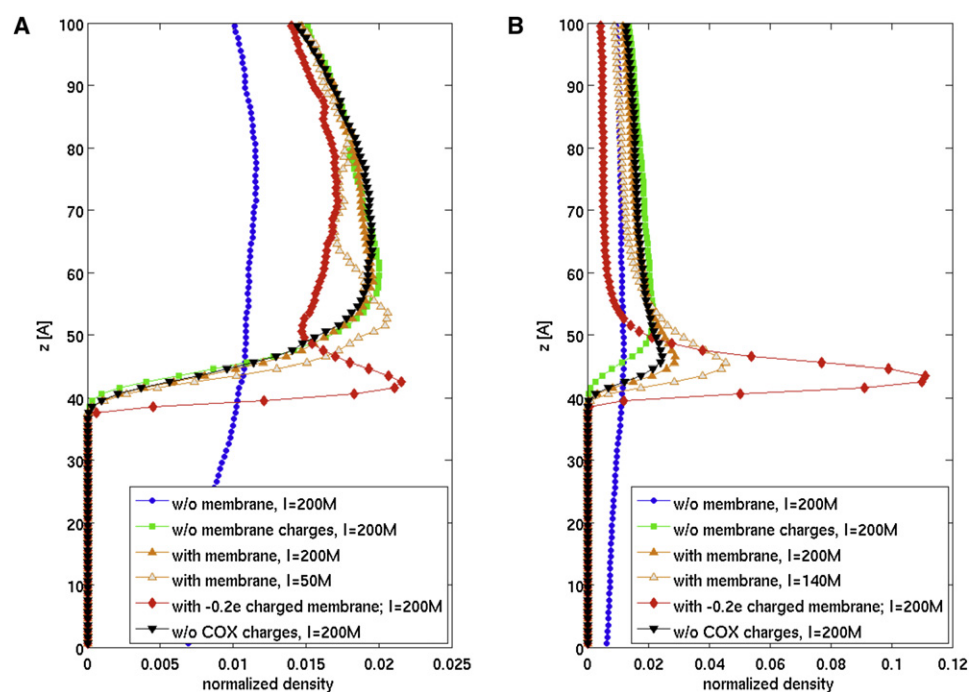 A
B
100
90
80
70
60
50
40
30
20
10
0
z [A]
w/o membrane, I=200M
w/o membrane charges, I=200M
with membrane, I=200M
with membrane, I=50M
with -0.2e charged membrane; I=200M
w/o COX charges, I=200M
0 0.005 0.01 0.015 0.02 0.025
normalized density
100
90
80
70
60
50
40
30
20
10
0
z [A]
w/o membrane, I=200M
w/o membrane charges, I=200M
with membrane, I=200M
with membrane, I=140M
with -0.2e charged membrane; I=200M
w/o COX charges, I=200M
0 0.02 0.04 0.06 0.08 0.1 0.12
normalized density